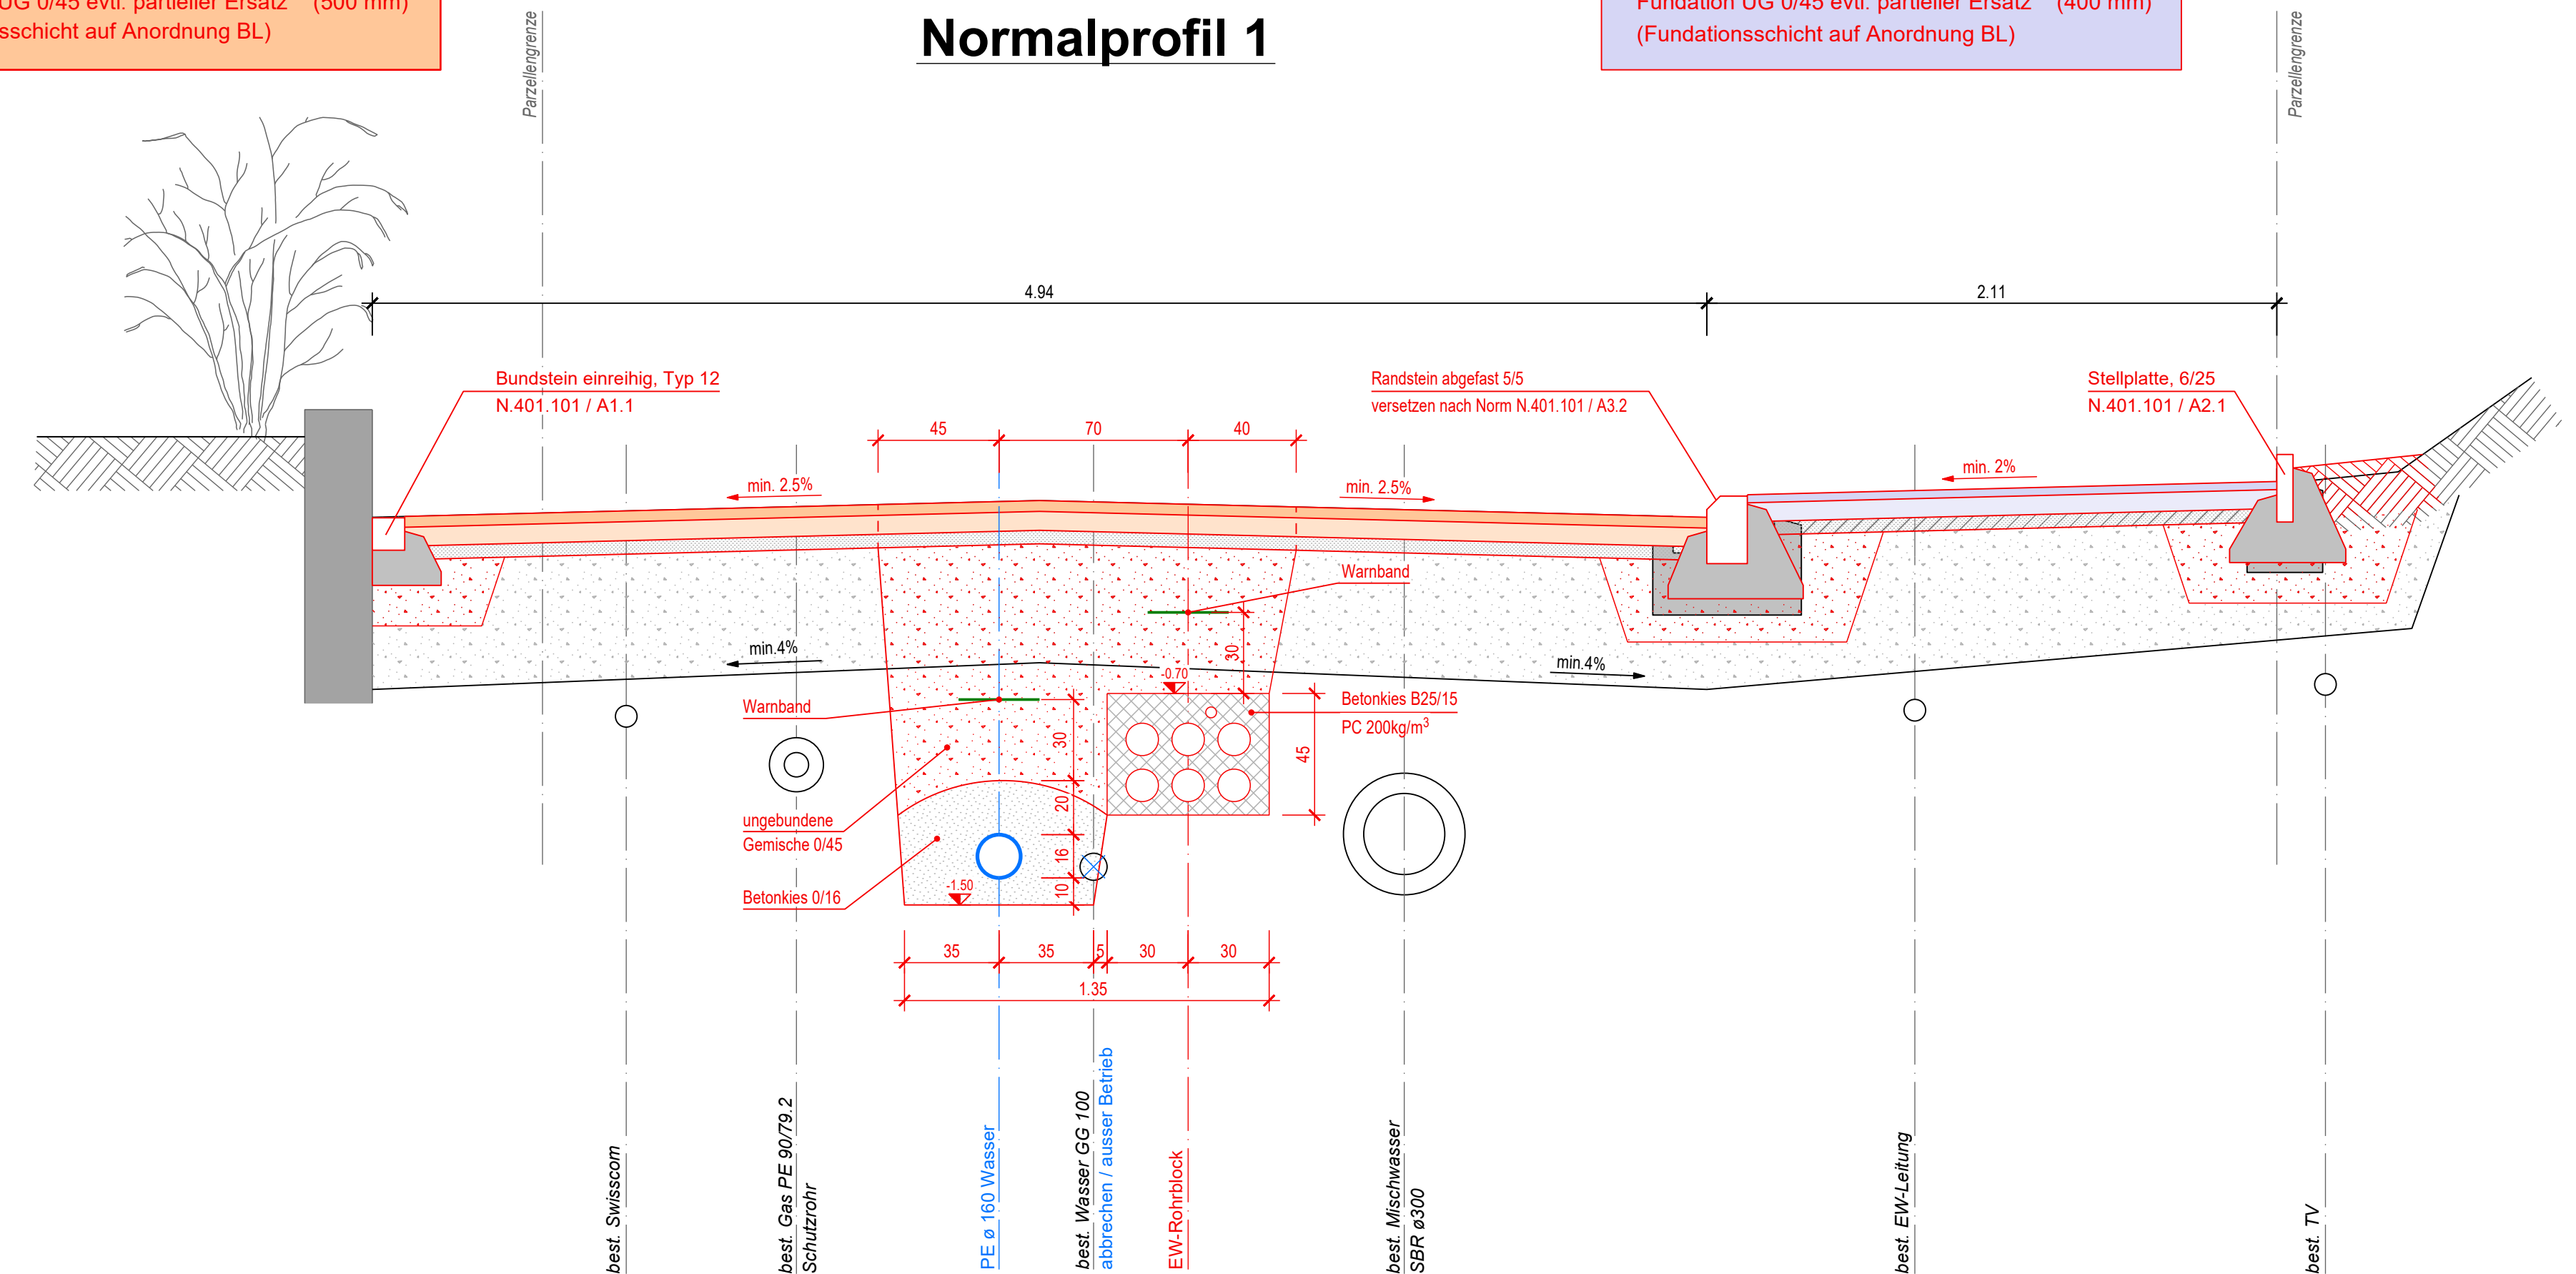 UG 0/45 evtl. partieller Ersatz (500 mm)
sschicht auf Anordnung BL)
Normalprofil 1
Fundation UG 0/45 evtl. partieller Ersatz (400 mm)
(Fundationsschicht auf Anordnung BL)
Parzellengrenze
Parzellengrenze
4.94
2.11
Bundstein einreihig, Typ 12
N.401.101 / A1.1
Randstein abgefast 5/5
versetzen nach Norm N.401.101 / A3.2
Stellplatte, 6/25
N.401.101 / A2.1
45
70
40
min. 2.5%
min. 2.5%
min. 2%
Warnband
30
min.4%
min.4%
-0.70
Warnband
Betonkies B25/15
PC 200kg/m³
30
45
20
ungebundene
Gemische 0/45
16
Betonkies 0/16
-1.50
10
35
35
5
30
30
1.35
best. Swisscom
best. Gas PE 90/79.2
Schutzrohr
PE ø 160 Wasser
best. Wasser GG 100
abbrechen / ausser Betrieb
EW-Rohrblock
best. Mischwasser
SBR ø300
best. EW-Leitung
best. TV